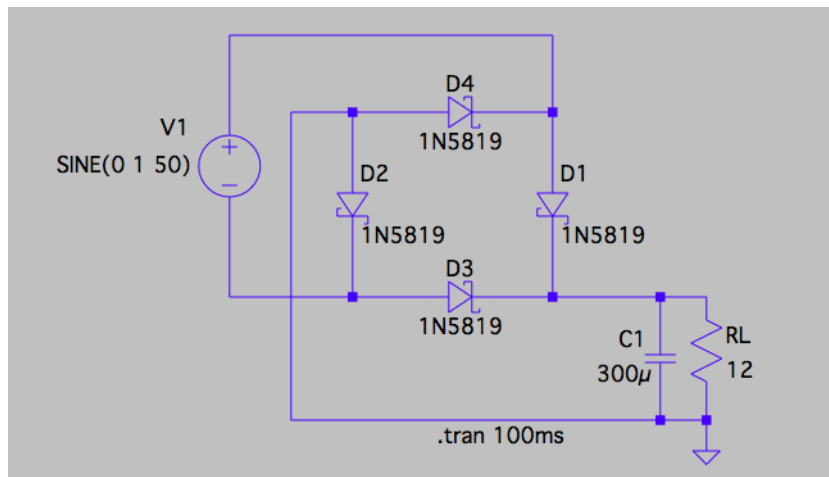 D4
1N5819
V1
+
SINE(0 1 50)
−
D2
1N5819
D1
1N5819
D3
1N5819
C1
300µ
RL
12
.tran 100ms